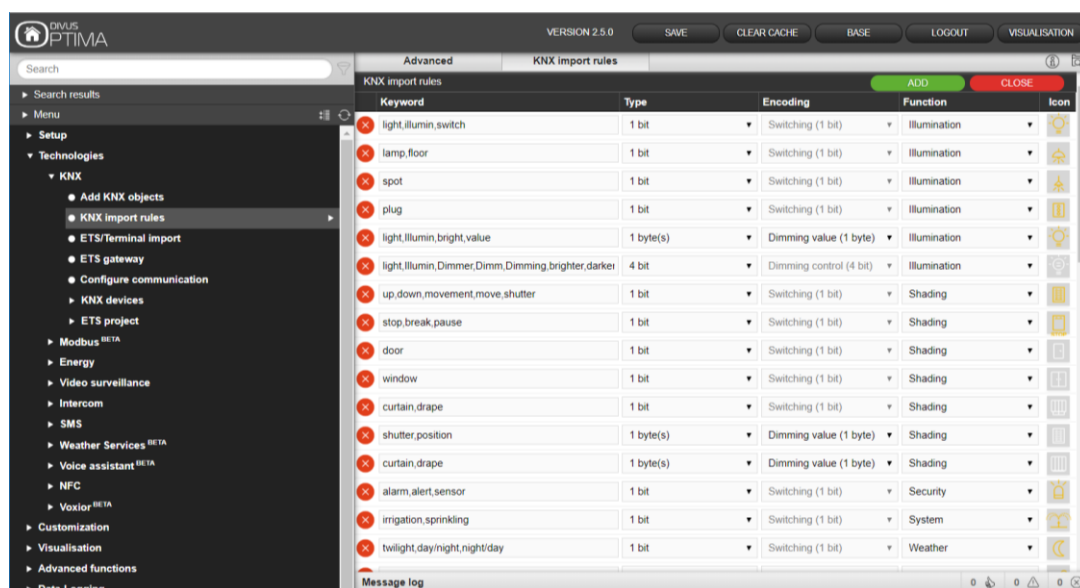 DIVUS
OPTIMA
VERSION 2.5.0
SAVE
CLEAR CACHE
BASE
LOGOUT
VISUALISATION
Search
Search results
Menu
Setup
Technologies
KNX
Add KNX objects
KNX import rules
ETS/Terminal import
ETS gateway
Configure communication
KNX devices
ETS project
Modbus BETA
Energy
Video surveillance
Intercom
SMS
Weather Services BETA
Voice assistant BETA
NFC
Voxior BETA
Customization
Visualisation
Advanced functions
Data Logging
Advanced
KNX import rules
KNX import rules
ADD
CLOSE
Keyword Type Encoding Function Icon
light,illumin,switch 1 bit Switching (1 bit) Illumination
lamp,floor 1 bit Switching (1 bit) Illumination
spot 1 bit Switching (1 bit) Illumination
plug 1 bit Switching (1 bit) Illumination
light,Illumin,bright,value 1 byte(s) Dimming value (1 byte) Illumination
light,Illumin,Dimmer,Dimm,Dimming,brighter,darker 4 bit Dimming control (4 bit) Illumination
up,down,movement,move,shutter 1 bit Switching (1 bit) Shading
stop,break,pause 1 bit Switching (1 bit) Shading
door 1 bit Switching (1 bit) Shading
window 1 bit Switching (1 bit) Shading
curtain,drape 1 bit Switching (1 bit) Shading
shutter,position 1 byte(s) Dimming value (1 byte) Shading
curtain,drape 1 byte(s) Dimming value (1 byte) Shading
alarm,alert,sensor 1 bit Switching (1 bit) Security
irrigation,sprinkling 1 bit Switching (1 bit) System
twilight,day/night,night/day 1 bit Switching (1 bit) Weather
Message log 0 0 0